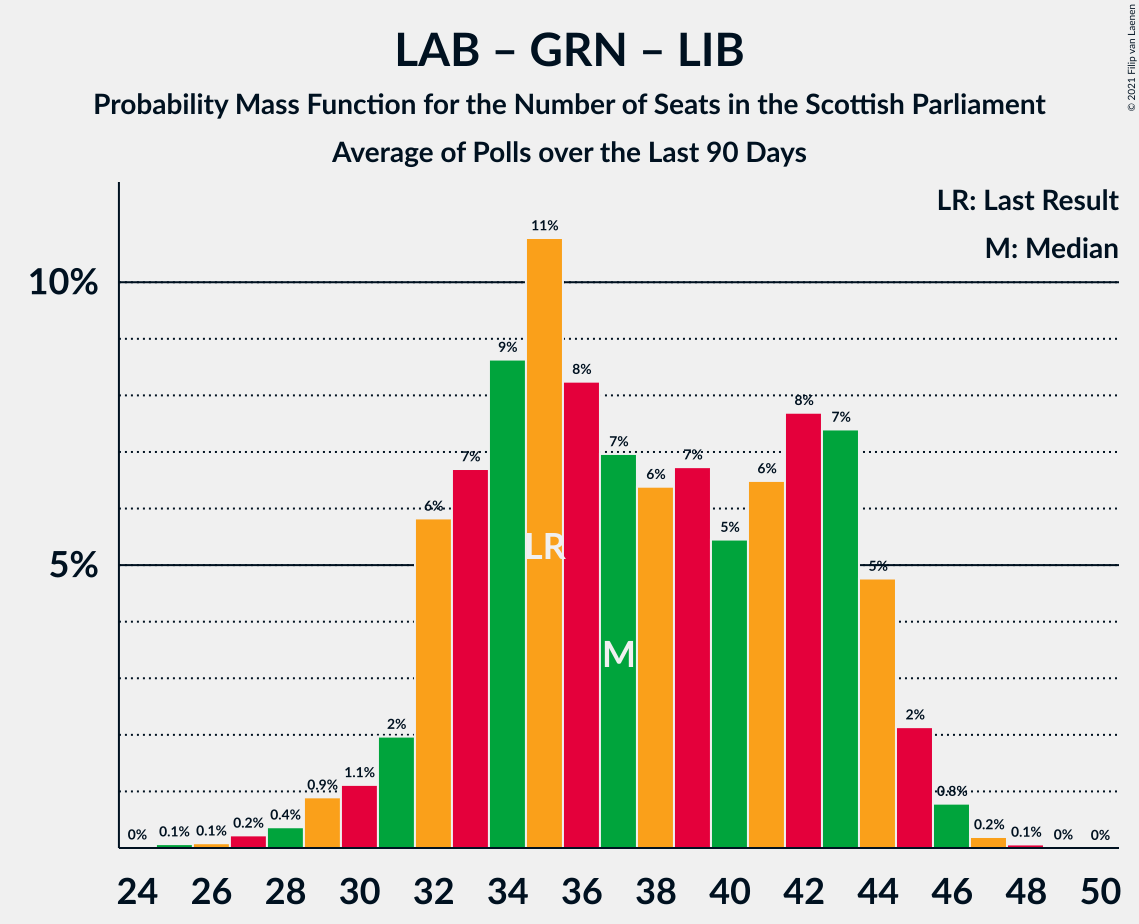 LAB – GRN – LIB
Probability Mass Function for the Number of Seats in the Scottish Parliament
Average of Polls over the Last 90 Days
© 2021 Filip van Laenen
LR: Last Result
M: Median
10%
5%
0% 0.1% 0.1% 0.2% 0.4% 0.9% 1.1% 2% 6% 7% 9% 11% 8% 7% 6% 7% 5% 6% 8% 7% 5% 2% 0.8% 0.2% 0.1% 0% 0%
LR
M
24 26 28 30 32 34 36 38 40 42 44 46 48 50